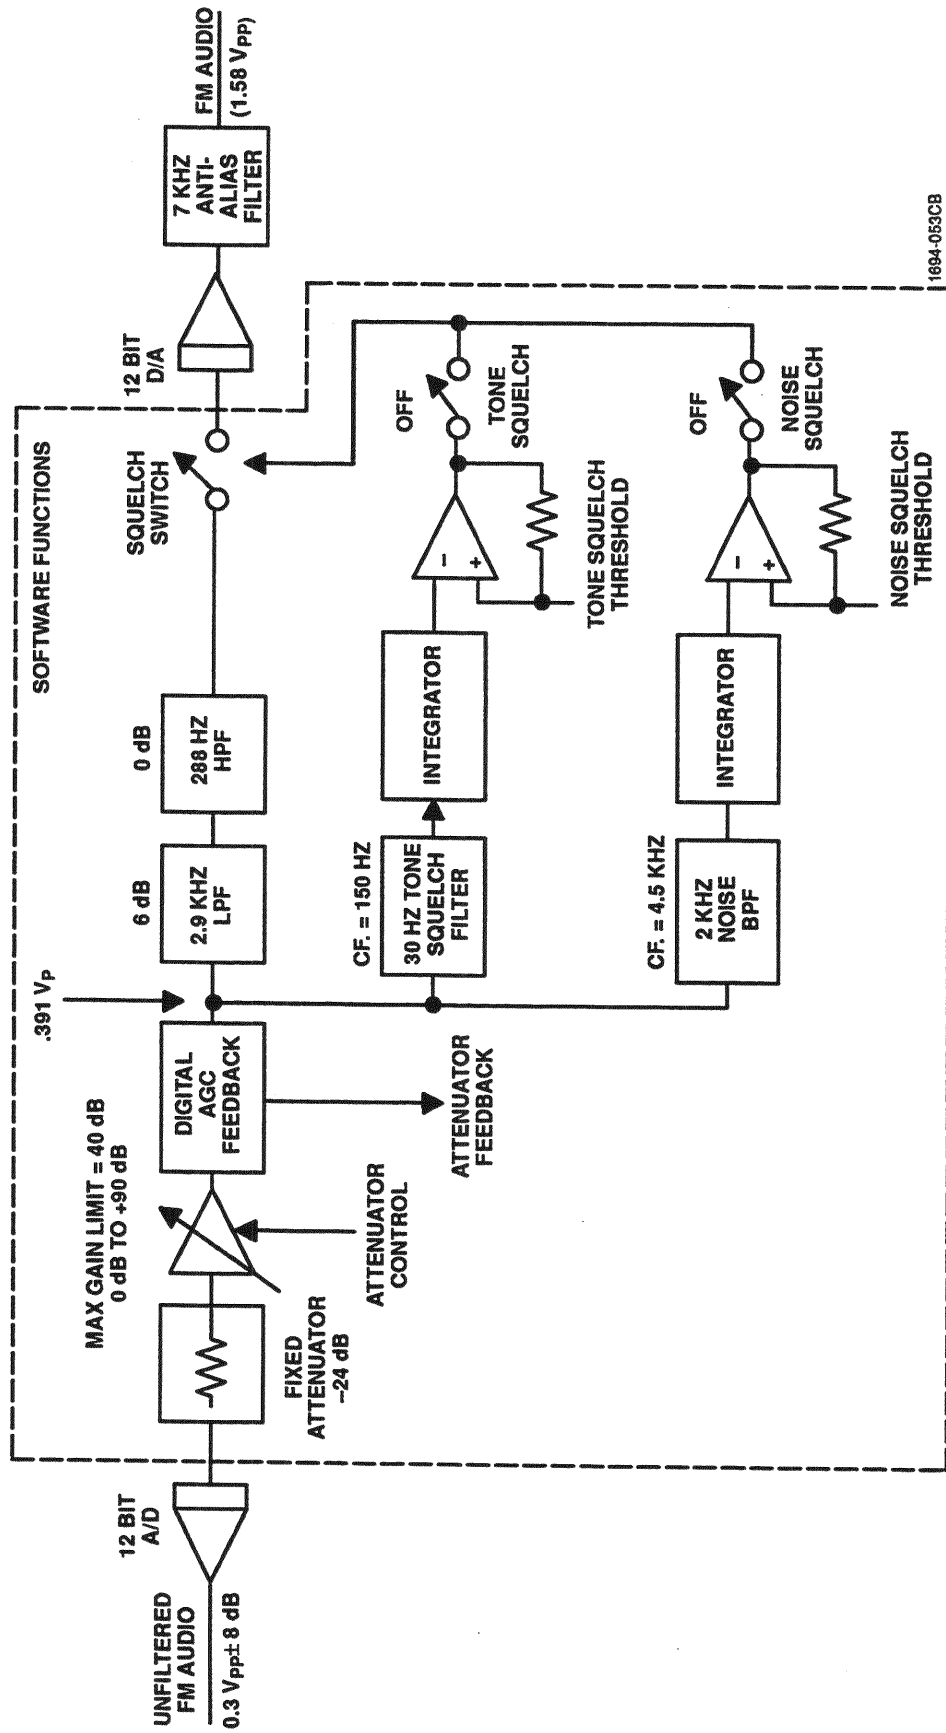 SOFTWARE FUNCTIONS
UNFILTERED
FM AUDIO
0.3 VPP± 8 dB
12 BIT
A/D
FIXED
ATTENUATOR
–24 dB
MAX GAIN LIMIT = 40 dB
0 dB TO +90 dB
ATTENUATOR
CONTROL
DIGITAL
AGC
FEEDBACK
ATTENUATOR
FEEDBACK
.391 VP
6 dB
2.9 KHZ
LPF
0 dB
288 HZ
HPF
SQUELCH
SWITCH
12 BIT
D/A
7 KHZ
ANTI-
ALIAS
FILTER
FM AUDIO
(1.58 VPP)
CF. = 150 HZ
30 HZ TONE
SQUELCH
FILTER
INTEGRATOR
–
+
TONE SQUELCH
THRESHOLD
OFF
TONE
SQUELCH
CF. = 4.5 KHZ
2 KHZ
NOISE
BPF
INTEGRATOR
–
+
NOISE SQUELCH
THRESHOLD
OFF
NOISE
SQUELCH
1694-053CB